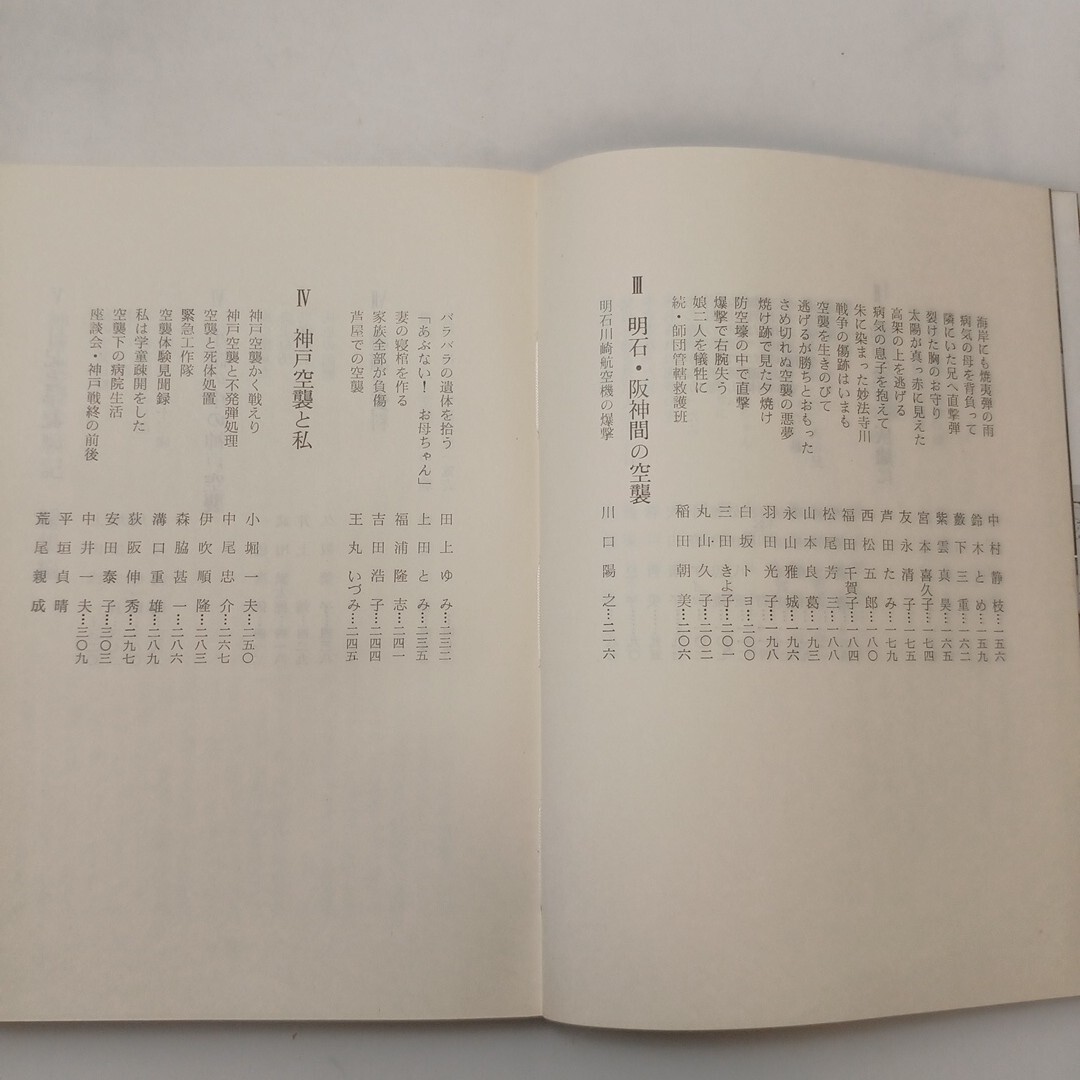 海岸にも焼夷弾の雨 中村静枝…一五六
病気の母を背負って 鈴木とめ…一五九
隣にいた兄へ直撃弾 藪下三重…一六二
裂けた胸のお守り 紫雲真昊…一六五
太陽が真っ赤に見えた 宮本喜久子…一七四
高架の上を逃げる 友永清子…一七五
病気の息子を抱えて 芦田たみ…一七九
朱に染まった妙法寺川 西松五郎…一八〇
戦争の傷跡はいまも 福田千賀子…一八四
空襲を生きのびて 松尾芳三…一八八
逃げるが勝ちとおもった 山本良葛…一九三
さめ切れぬ空襲の悪夢 永山雅城…一九六
焼け跡で見た夕焼け 羽田光子…一九八
防空壕の中で直撃 白坂トヨ…二〇〇
爆撃で右腕失う 三田きよ子…二〇一
娘二人を犠牲に 丸山久子…二〇二
続・師団管轄救護班 稲田朝美…二〇六
Ⅲ 明石・阪神間の空襲
明石川崎航空機の爆撃 川口陽之…二一六
バラバラの遺体を拾う 田上ゆみ…二三二
「あぶない！ お母ちゃん」 上田とみ…二三五
妻の寝棺を作る 福浦隆志…二四一
家族全部が負傷 吉田浩子…二四四
芦屋での空襲 王丸いづみ…二四五
Ⅳ 神戸空襲と私
神戸空襲かく戦えり 小堀一夫…二五〇
神戸空襲と不発弾処理 中尾忠介…二六七
空襲と死体処置 伊吹順隆…二八三
緊急工作隊 森脇甚一…二八六
空襲体験見聞録 溝口重雄…二八九
私は学童疎開をした 荻阪伸秀…二九七
空襲下の病院生活 安田泰子…三〇三
座談会・神戸戦終の前後 中井一夫…三〇九
平垣貞晴
荒尾親成